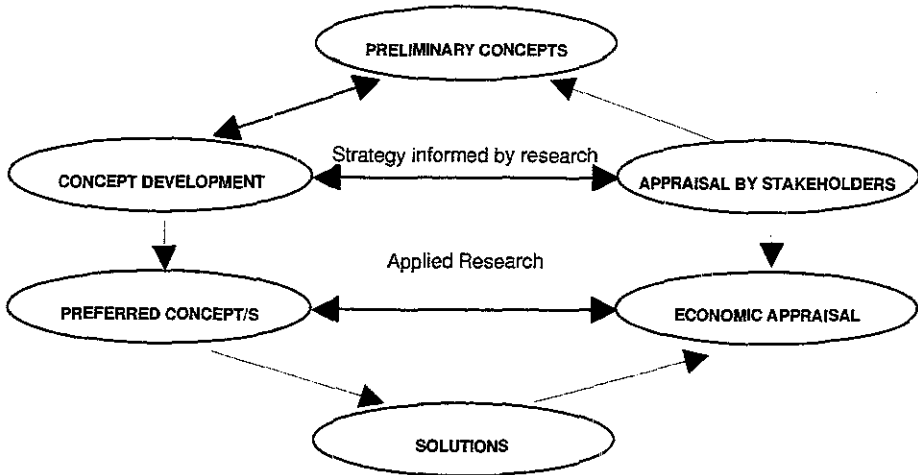 PRELIMINARY CONCEPTS
Strategy informed by research
CONCEPT DEVELOPMENT
APPRAISAL BY STAKEHOLDERS
Applied Research
PREFERRED CONCEPT/S
ECONOMIC APPRAISAL
SOLUTIONS